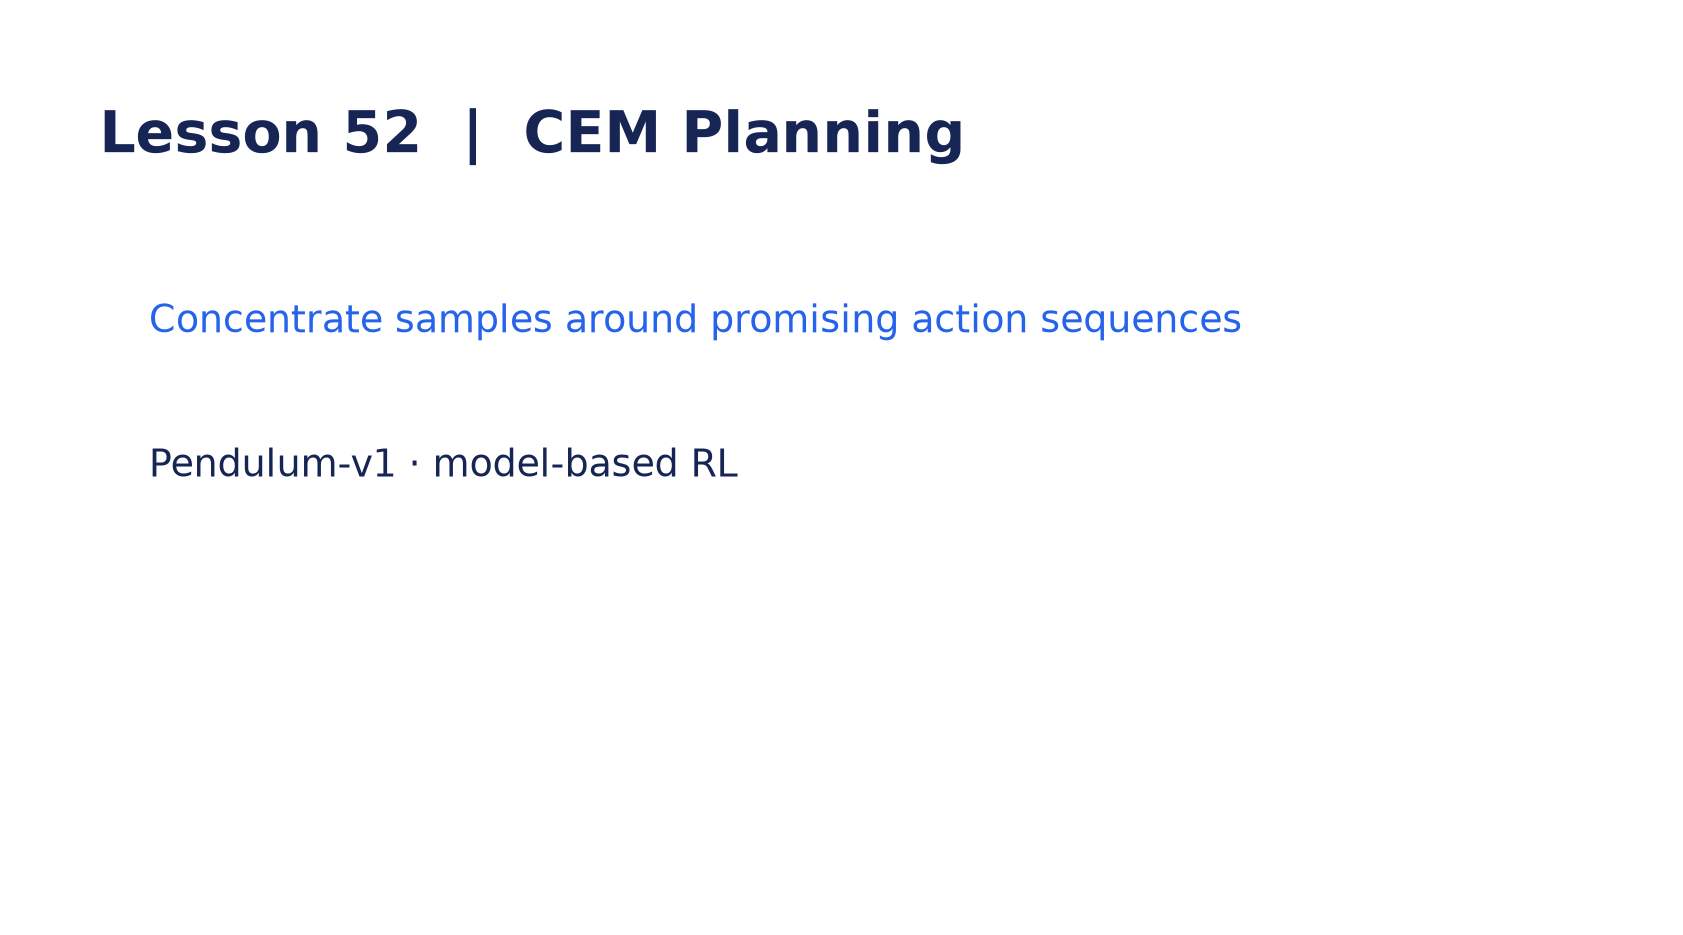 Lesson 52 | CEM Planning
Concentrate samples around promising action sequences
Pendulum-v1 · model-based RL